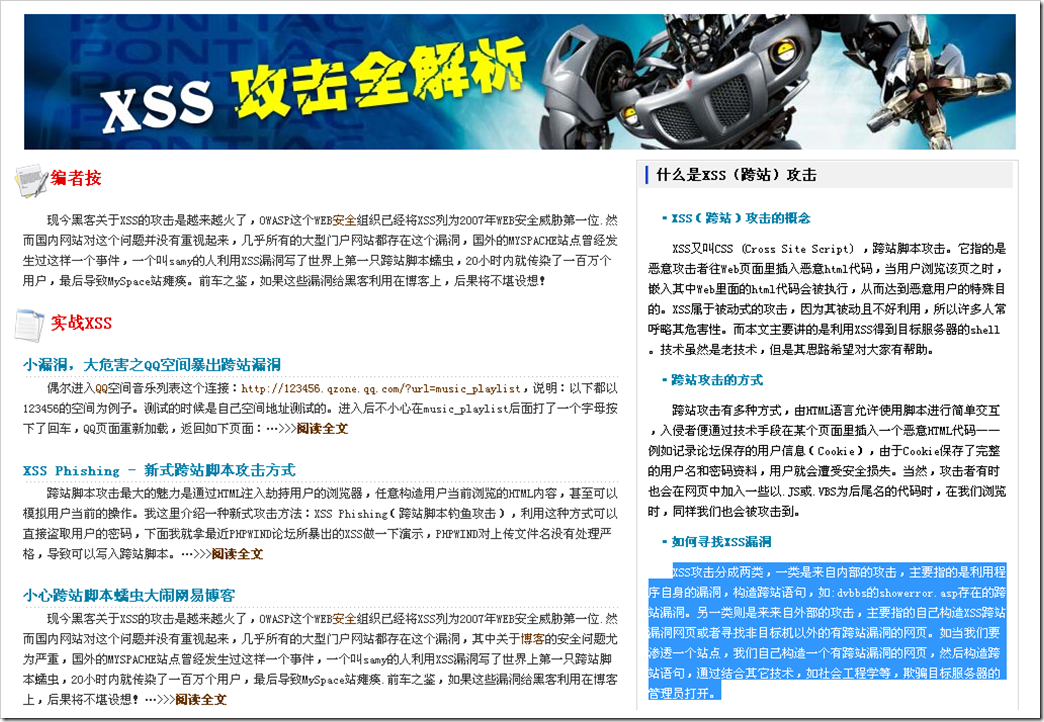 PONTIAC
XSS 攻击全解析
编者按
现今黑客关于XSS的攻击是越来越火了，OWASP这个WEB安全组织已经将XSS列为2007年WEB安全威胁第一位.然
而国内网站对这个问题并没有重视起来，几乎所有的大型门户网站都存在这个漏洞，国外的MYSPACHE站点曾经发
生过这样一个事件，一个叫samy的人利用XSS漏洞写了世界上第一只跨站脚本蠕虫，20小时内就传染了一百万个
用户，最后导致MySpace站瘫痪。前车之鉴，如果这些漏洞给黑客利用在博客上，后果将不堪设想！
实战XSS
小漏洞，大危害之QQ空间暴出跨站漏洞
偶尔进入QQ空间音乐列表这个连接：http://123456.qzone.qq.com/?url=music_playlist，说明：以下都以
123456的空间为例子。测试的时候是自己空间地址测试的。进入后不小心在music_playlist后面打了一个字母按
下了回车，QQ页面重新加载，返回如下页面：…>>>阅读全文
XSS Phishing - 新式跨站脚本攻击方式
跨站脚本攻击最大的魅力是通过HTML注入劫持用户的浏览器，任意构造用户当前浏览的HTML内容，甚至可以
模拟用户当前的操作。我这里介绍一种新式攻击方法：XSS Phishing（跨站脚本钓鱼攻击），利用这种方式可以
直接盗取用户的密码，下面我就拿最近PHPWIND论坛所暴出的XSS做一下演示，PHPWIND对上传文件名没有处理严
格，导致可以写入跨站脚本。…>>>阅读全文
小心跨站脚本蠕虫大闹网易博客
现今黑客关于XSS的攻击是越来越火了，OWASP这个WEB安全组织已经将XSS列为2007年WEB安全威胁第一位.然
而国内网站对这个问题并没有重视起来，几乎所有的大型门户网站都存在这个漏洞，其中关于博客的安全问题尤
为严重，国外的MYSPACHE站点曾经发生过这样一个事件，一个叫samy的人利用XSS漏洞写了世界上第一只跨站脚
本蠕虫，20小时内就传染了一百万个用户，最后导致MySpace站瘫痪.前车之鉴，如果这些漏洞给黑客利用在博客
上，后果将不堪设想！…>>>阅读全文
什么是XSS（跨站）攻击
·XSS（跨站）攻击的概念
XSS又叫CSS (Cross Site Script) ，跨站脚本攻击。它指的是
恶意攻击者往Web页面里插入恶意html代码，当用户浏览该页之时，
嵌入其中Web里面的html代码会被执行，从而达到恶意用户的特殊目
的。XSS属于被动式的攻击，因为其被动且不好利用，所以许多人常
呼略其危害性。而本文主要讲的是利用XSS得到目标服务器的shell
。技术虽然是老技术，但是其思路希望对大家有帮助。
·跨站攻击的方式
跨站攻击有多种方式，由HTML语言允许使用脚本进行简单交互
，入侵者便通过技术手段在某个页面里插入一个恶意HTML代码——
例如记录论坛保存的用户信息（Cookie），由于Cookie保存了完整
的用户名和密码资料，用户就会遭受安全损失。当然，攻击者有时
也会在网页中加入一些以.JS或.VBS为后尾名的代码时，在我们浏览
时，同样我们也会被攻击到。
·如何寻找XSS漏洞
XSS攻击分成两类，一类是来自内部的攻击，主要指的是利用程
序自身的漏洞，构造跨站语句，如:dvbbs的showerror.asp存在的跨
站漏洞。另一类则是来来自外部的攻击，主要指的自己构造XSS跨站
漏洞网页或者寻找非目标机以外的有跨站漏洞的网页。如当我们要
渗透一个站点，我们自己构造一个有跨站漏洞的网页，然后构造跨
站语句，通过结合其它技术，如社会工程学等，欺骗目标服务器的
管理员打开。